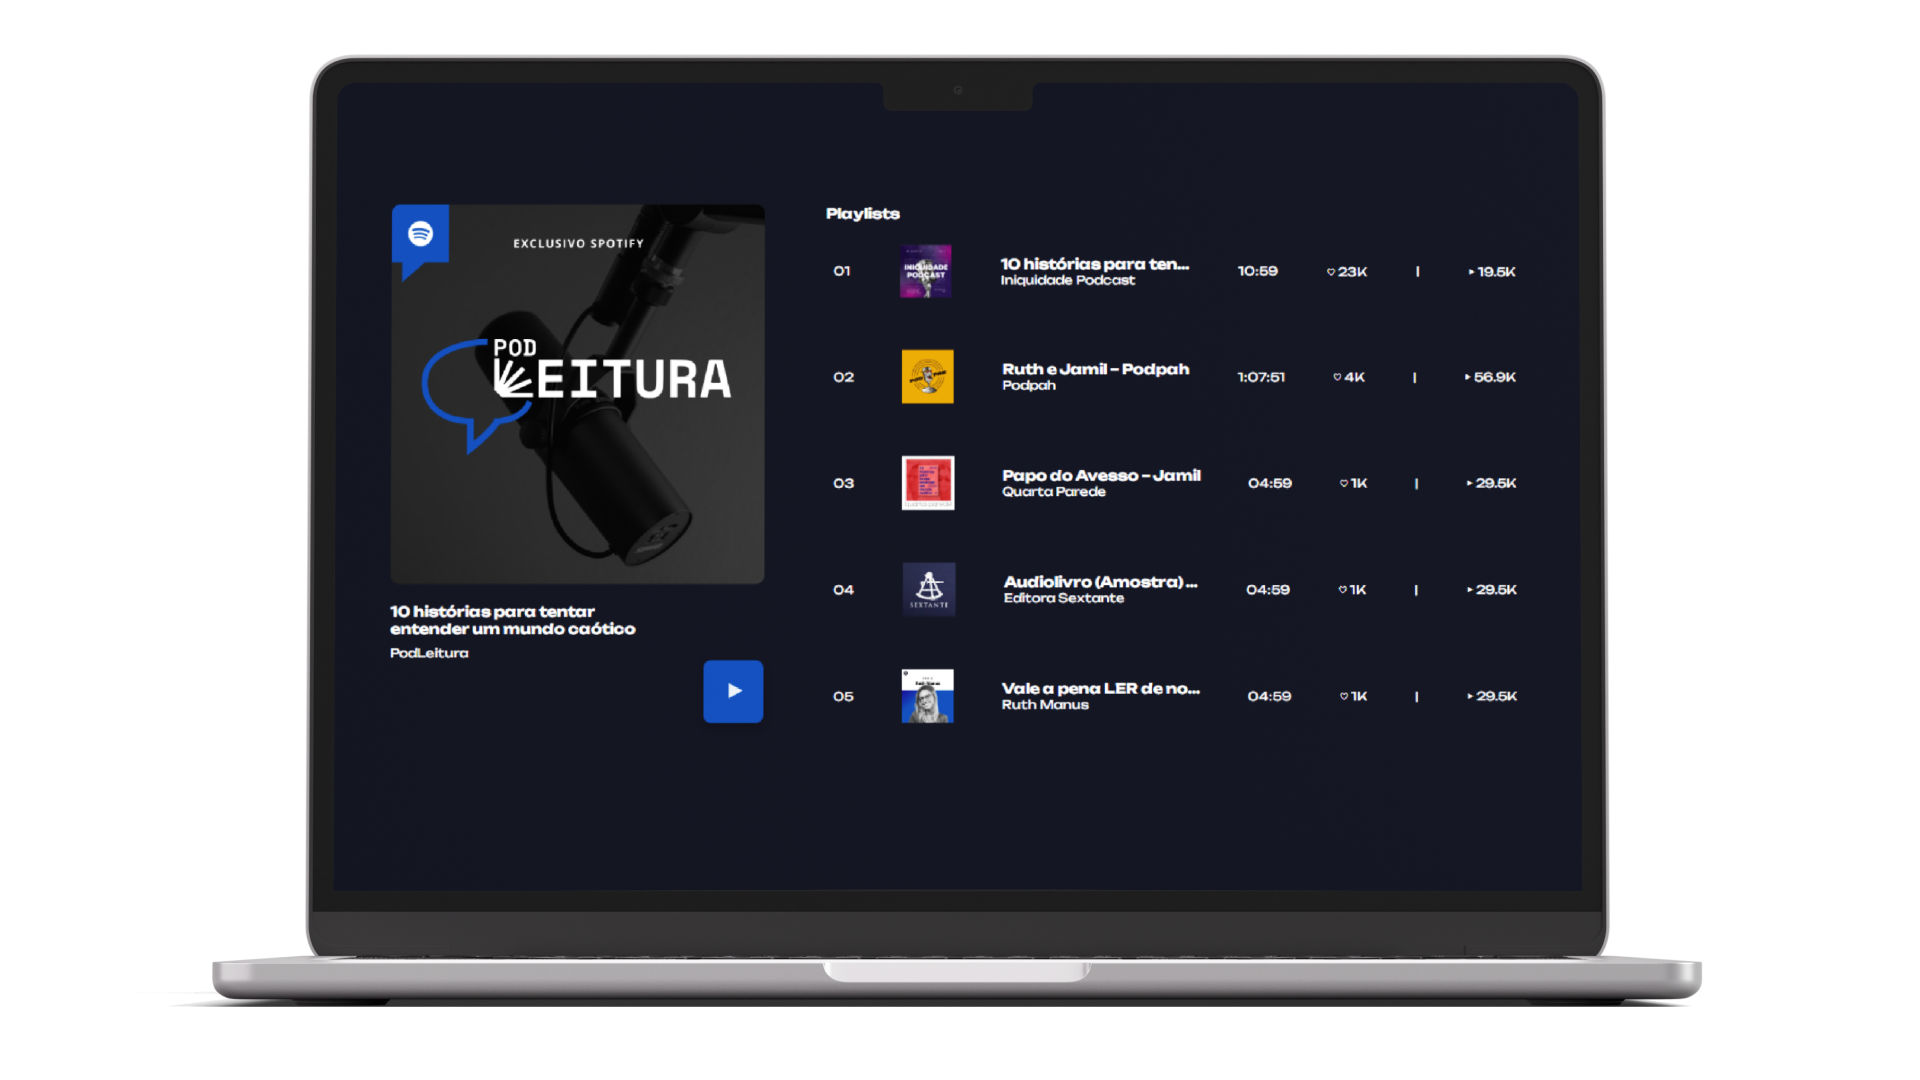 EXCLUSIVO SPOTIFY
POD
LEITURA
10 histórias para tentar
entender um mundo caótico
PodLeitura
Playlists
01
INIQUIDADE
PODCAST
10 histórias para ten...
Iniquidade Podcast
10:59
23K
|
19.5K
02
Ruth e Jamil – Podpah
Podpah
1:07:51
4K
|
56.9K
03
Papo do Avesso – Jamil
Quarta Parede
04:59
1K
|
29.5K
04
SEXTANTE
Audiolivro (Amostra) ...
Editora Sextante
04:59
1K
|
29.5K
05
Vale a pena LER de no...
Ruth Manus
04:59
1K
|
29.5K